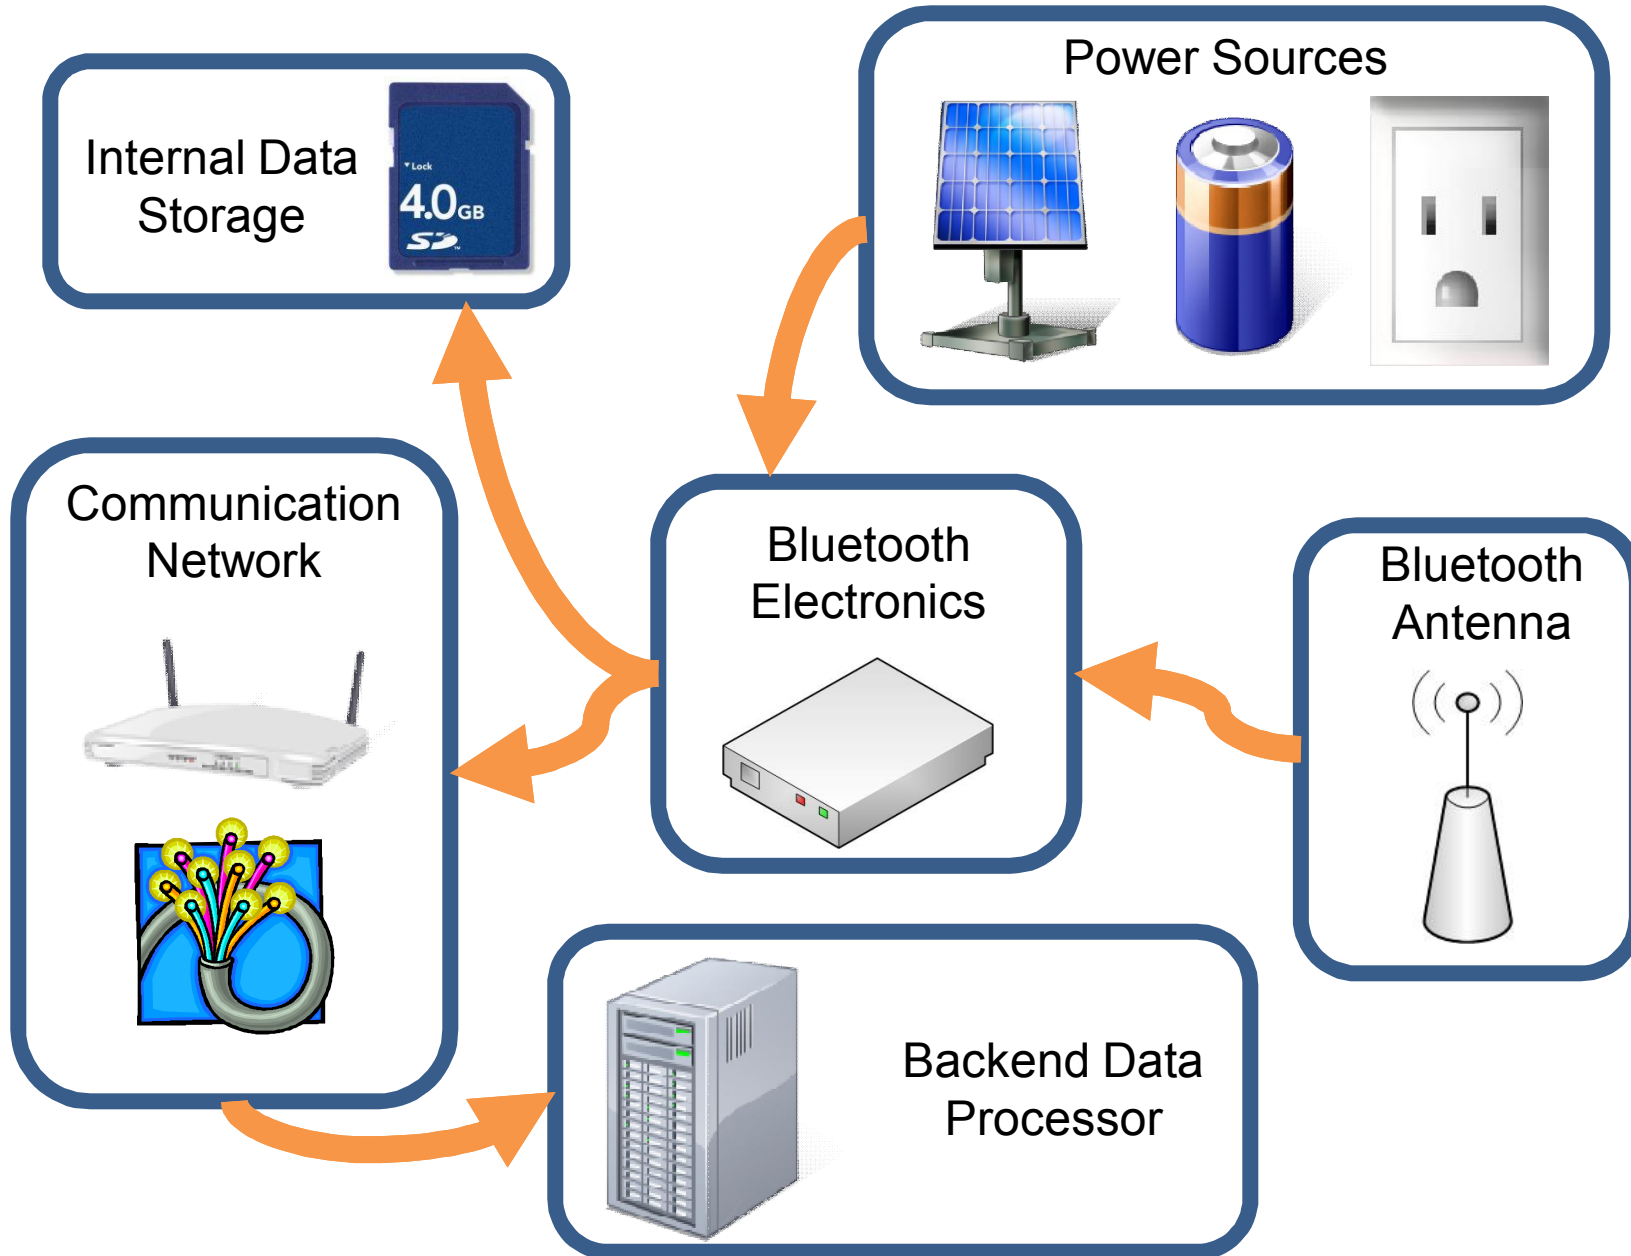 Power Sources
Internal Data
Storage
Lock
4.0GB
SD
Communication
Network
Bluetooth
Electronics
Bluetooth
Antenna
Backend Data
Processor